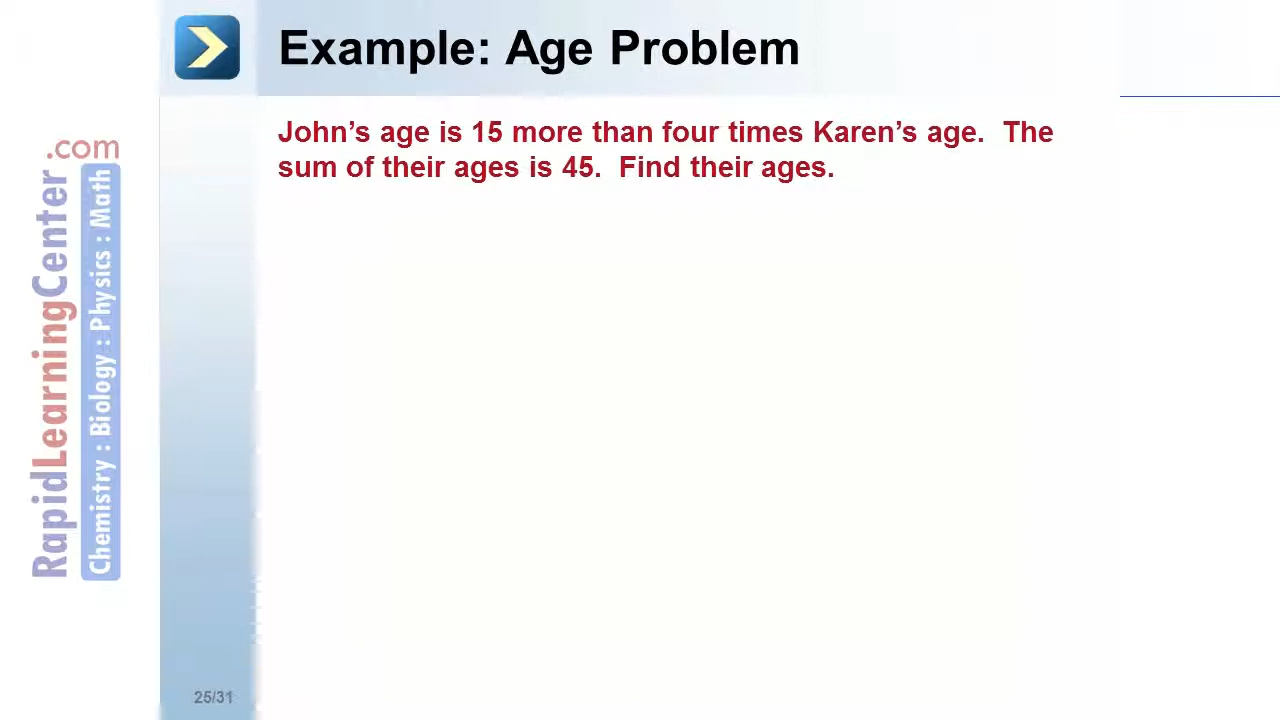 Example: Age Problem
John’s age is 15 more than four times Karen’s age.  The
sum of their ages is 45.  Find their ages.
RapidLearningCenter.com
Chemistry : Biology : Physics : Math
25/31